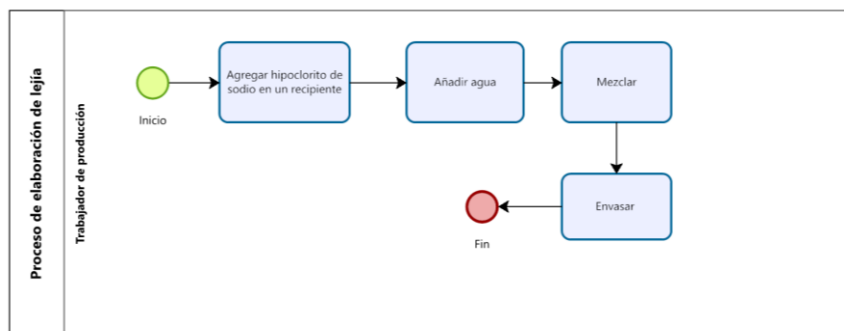 Proceso de elaboración de lejía
Trabajador de producción
Inicio
Agregar hipoclorito de
sodio en un recipiente
Añadir agua
Mezclar
Envasar
Fin